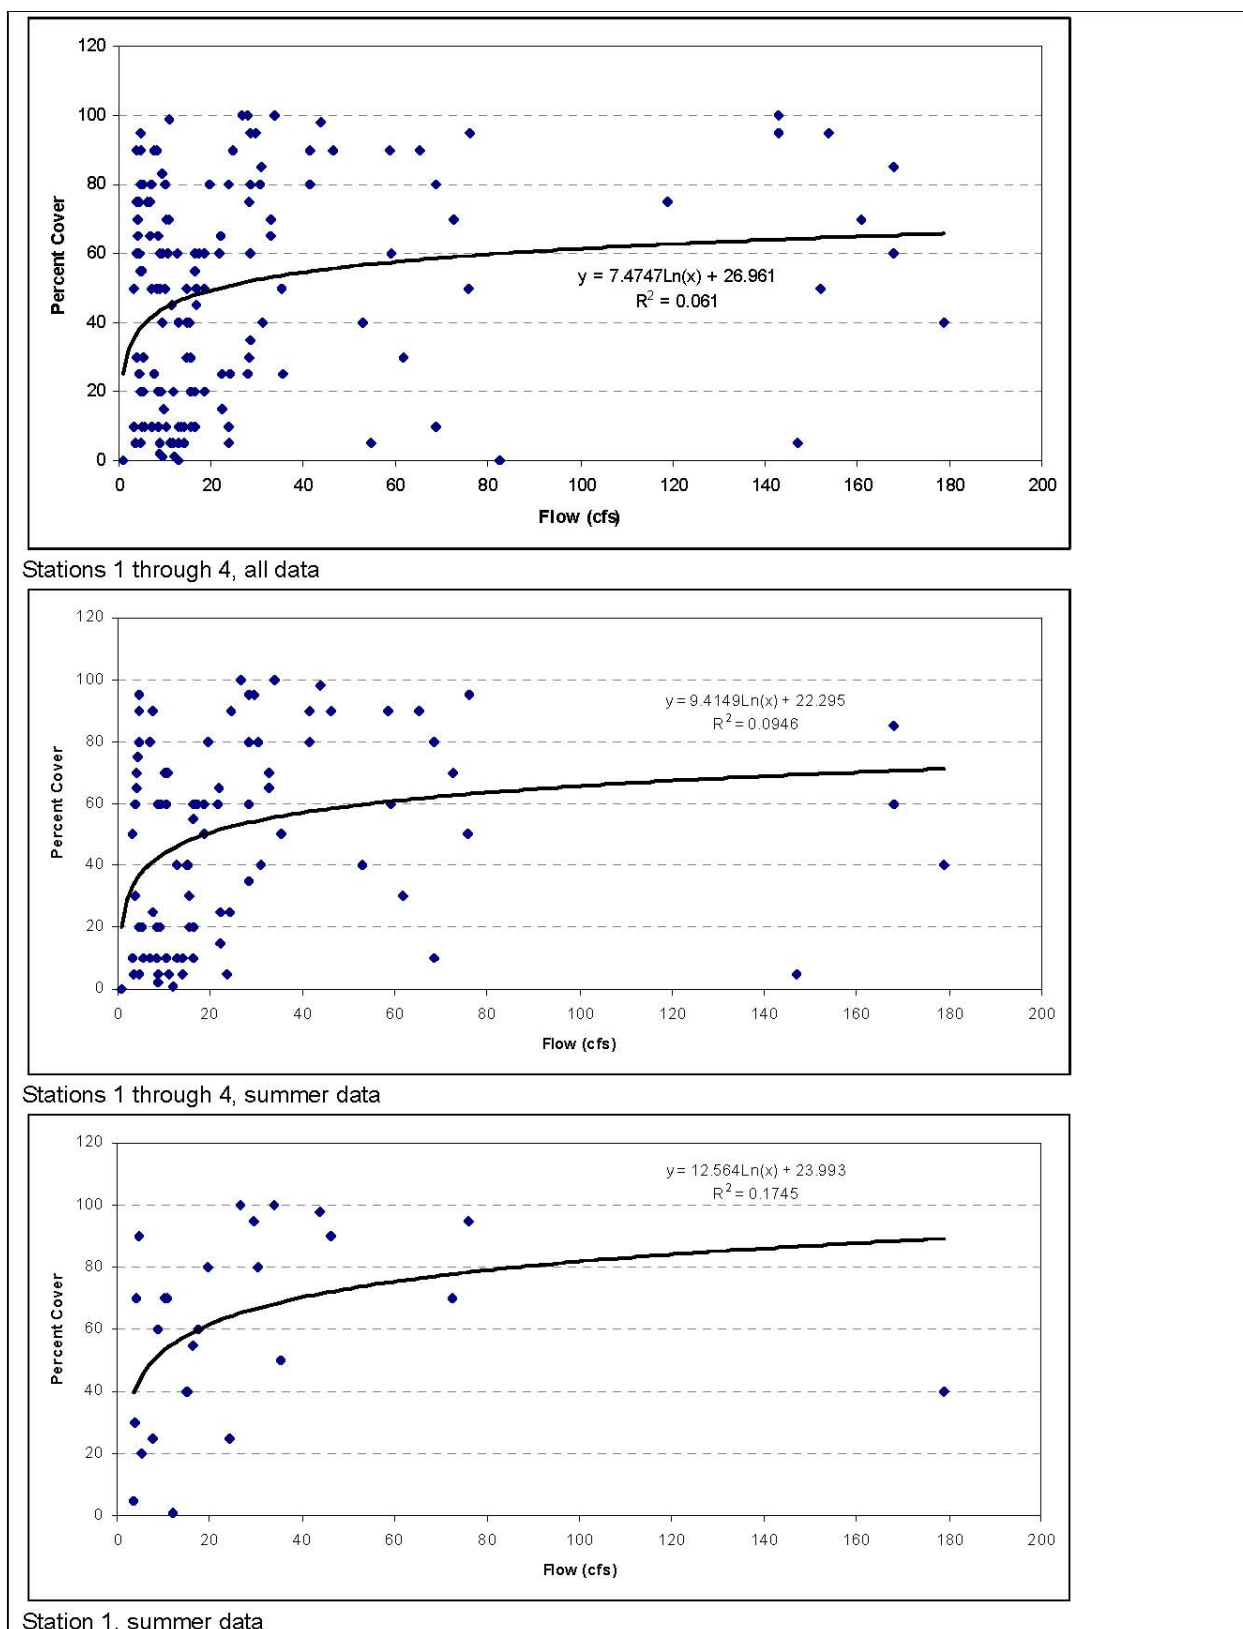 120
100
80
60
40
20
0
Percent Cover
y = 7.4747Ln(x) + 26.961
R² = 0.061
0 20 40 60 80 100 120 140 160 180 200
Flow (cfs)
Stations 1 through 4, all data
120
100
80
60
40
20
0
Percent Cover
y = 9.4149Ln(x) + 22.295
R² = 0.0946
0 20 40 60 80 100 120 140 160 180 200
Flow (cfs)
Stations 1 through 4, summer data
120
100
80
60
40
20
0
Percent Cover
y = 12.564Ln(x) + 23.993
R² = 0.1745
0 20 40 60 80 100 120 140 160 180 200
Flow (cfs)
Station 1, summer data